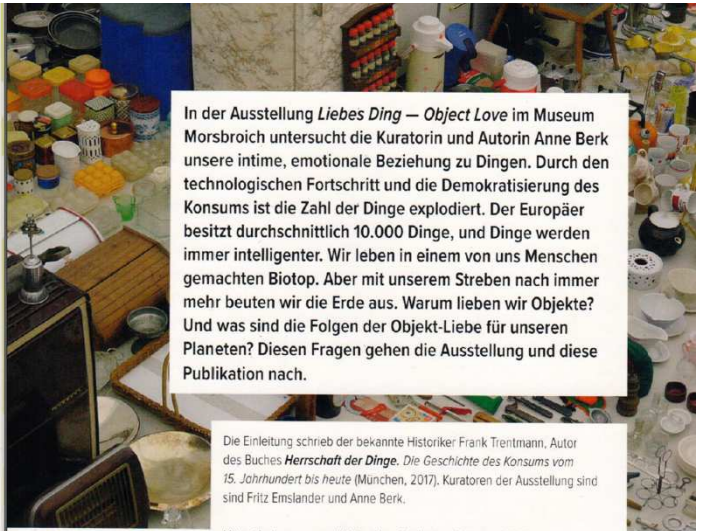 In der Ausstellung Liebes Ding — Object Love im Museum
Morsbroich untersucht die Kuratorin und Autorin Anne Berk
unsere intime, emotionale Beziehung zu Dingen. Durch den
technologischen Fortschritt und die Demokratisierung des
Konsums ist die Zahl der Dinge explodiert. Der Europäer
besitzt durchschnittlich 10.000 Dinge, und Dinge werden
immer intelligenter. Wir leben in einem von uns Menschen
gemachten Biotop. Aber mit unserem Streben nach immer
mehr beuten wir die Erde aus. Warum lieben wir Objekte?
Und was sind die Folgen der Objekt-Liebe für unseren
Planeten? Diesen Fragen gehen die Ausstellung und diese
Publikation nach.
Die Einleitung schrieb der bekannte Historiker Frank Trentmann, Autor
des Buches Herrschaft der Dinge. Die Geschichte des Konsums vom
15. Jahrhundert bis heute (München, 2017). Kuratoren der Ausstellung sind
sind Fritz Emslander und Anne Berk.